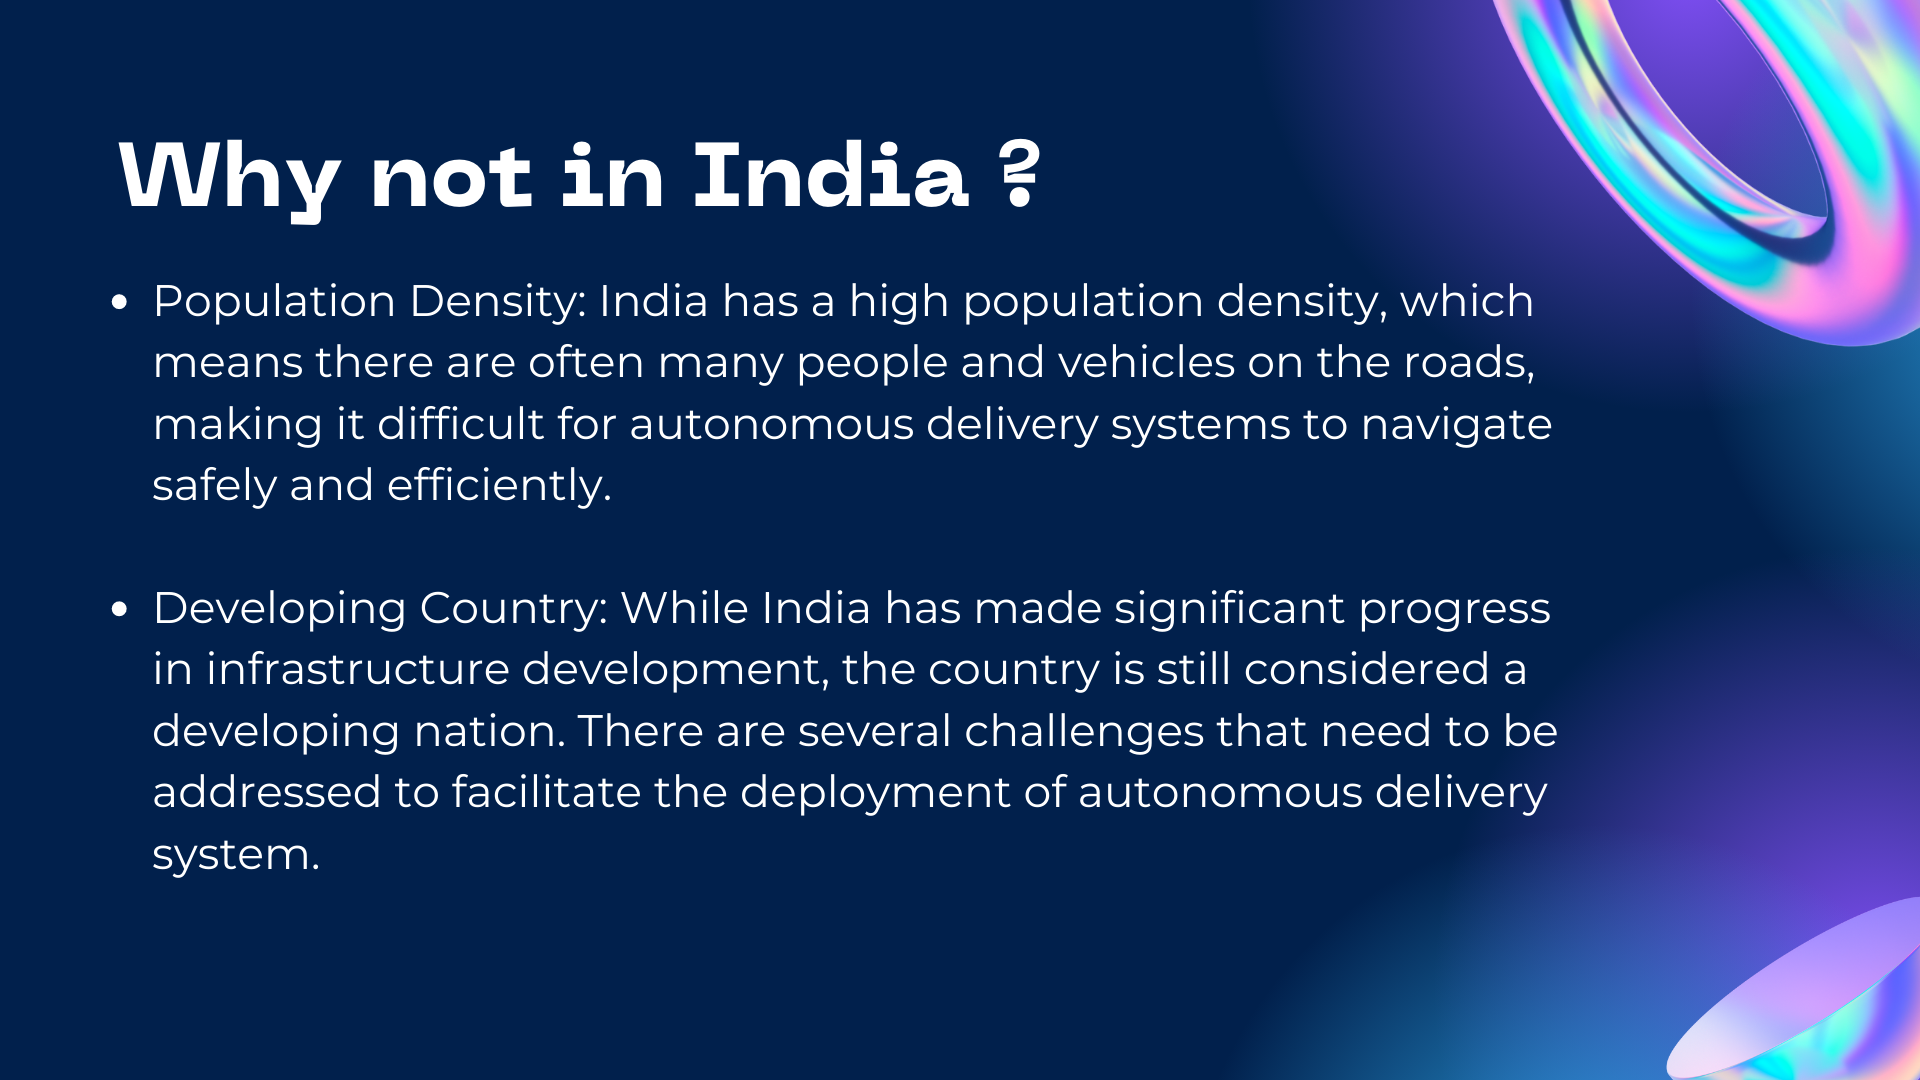 Why not in India ?
• Population Density: India has a high population density, which
means there are often many people and vehicles on the roads,
making it difficult for autonomous delivery systems to navigate
safely and efficiently.
• Developing Country: While India has made significant progress
in infrastructure development, the country is still considered a
developing nation. There are several challenges that need to be
addressed to facilitate the deployment of autonomous delivery
system.